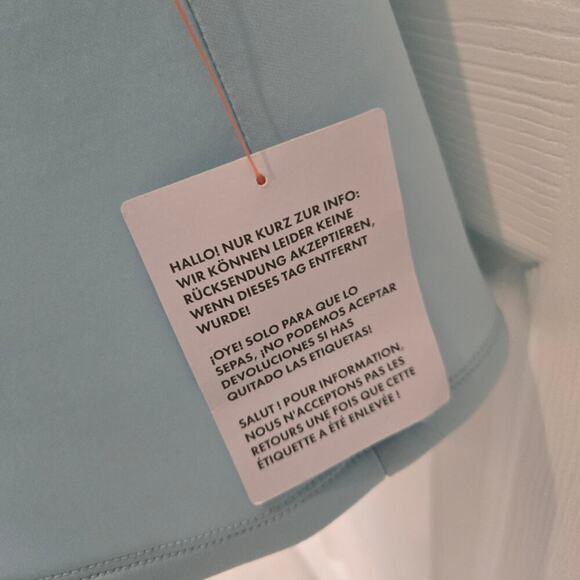 HALLO! NUR KURZ ZUR INFO:
WIR KÖNNEN LEIDER KEINE
RÜCKSENDUNG AKZEPTIEREN,
WENN DIESES TAG ENTFERNT
WURDE!
¡OYE! SOLO PARA QUE LO
SEPAS, ¡NO PODEMOS ACEPTAR
DEVOLUCIONES SI HAS
QUITADO LAS ETIQUETAS!
SALUT ! POUR INFORMATION,
NOUS N'ACCEPTONS PAS LES
RETOURS UNE FOIS QUE CETTE
ÉTIQUETTE A ÉTÉ ENLEVÉE !